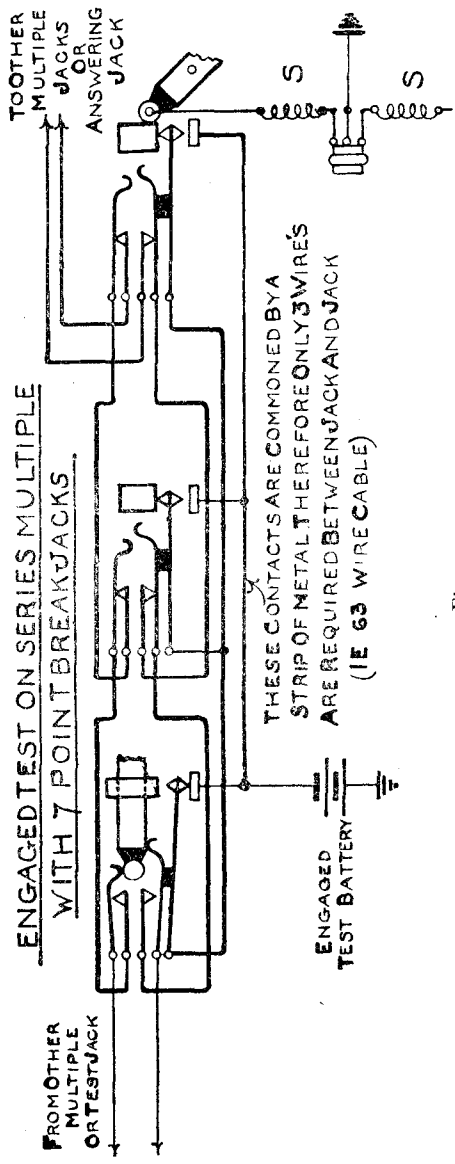 ENGAGED TEST ON SERIES MULTIPLE
WITH 7 POINT BREAK JACKS
FROM OTHER
MULTIPLE
OR TEST JACK
TO OTHER
MULTIPLE
JACKS
OR
ANSWERING
JACK
S
S
THESE CONTACTS ARE COMMONED BY A
STRIP OF METAL THEREFORE ONLY 3 WIRE'S
ARE REQUIRED BETWEEN JACK AND JACK
(IE 63 WIRE CABLE)
ENGAGED
TEST BATTERY